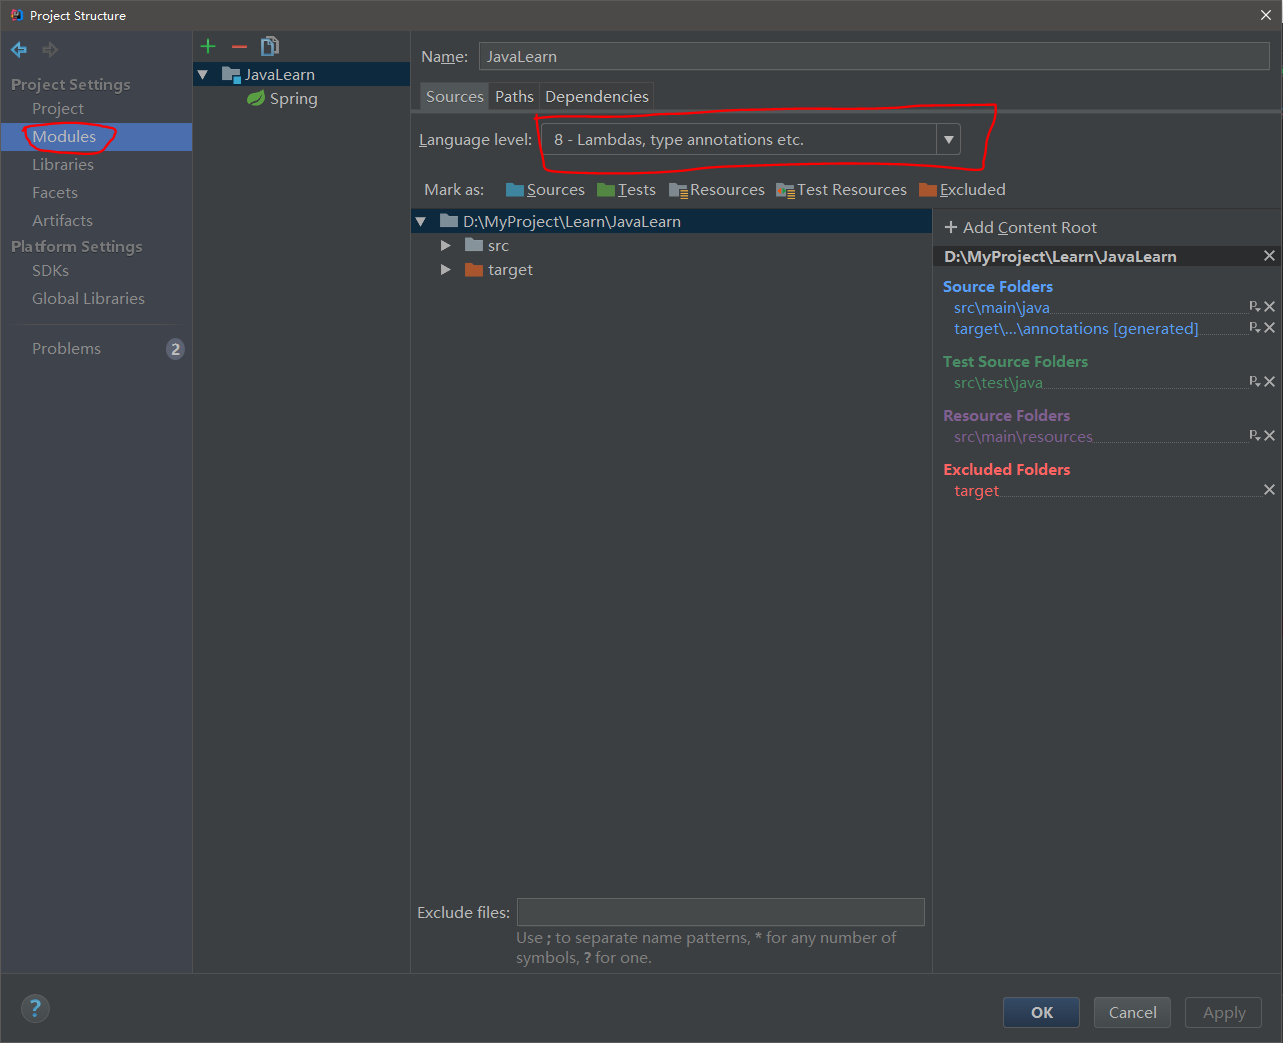 Project Structure
Project Settings
Project
Modules
Libraries
Facets
Artifacts
Platform Settings
SDKs
Global Libraries
Problems
2
JavaLearn
Spring
Name: JavaLearn
Sources Paths Dependencies
Language level: 8 - Lambdas, type annotations etc.
Mark as: Sources Tests Resources Test Resources Excluded
D:\MyProject\Learn\JavaLearn
src
target
Add Content Root
D:\MyProject\Learn\JavaLearn
Source Folders
src\main\java
target\...\annotations [generated]
Test Source Folders
src\test\java
Resource Folders
src\main\resources
Excluded Folders
target
Exclude files:
Use ; to separate name patterns, * for any number of
symbols, ? for one.
?
OK Cancel Apply